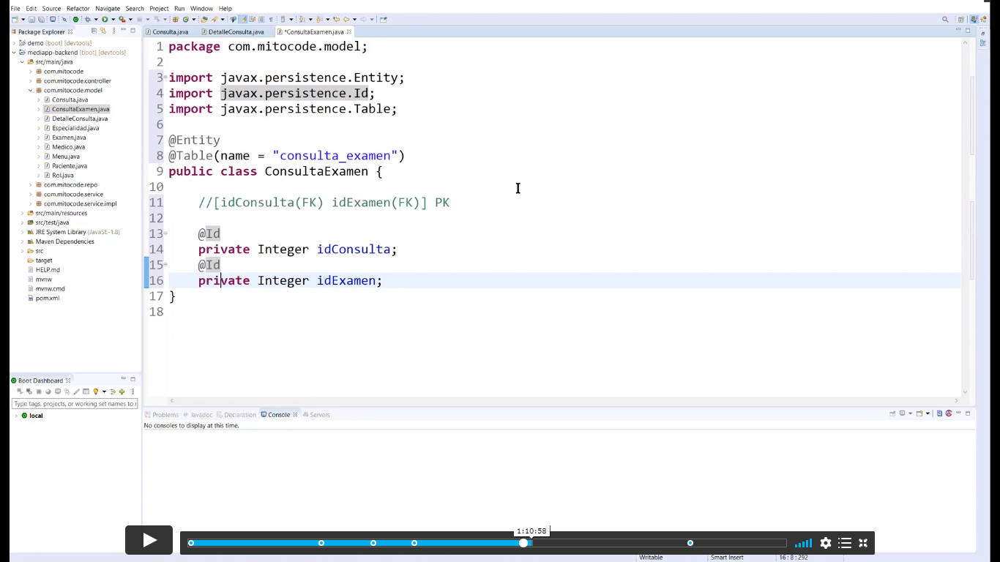 File Edit Source Refactor Navigate Search Project Run Window Help
Package Explorer
Consulta.java DetalleConsulta.java *ConsultaExamen.java
demo [boot] [devtools]
mediapp-backend [boot] [devtools]
src/main/java
com.mitocode
com.mitocode.controller
com.mitocode.model
Consulta.java
ConsultaExamen.java
DetalleConsulta.java
Especialidad.java
Examen.java
Medico.java
Menu.java
Paciente.java
Rol.java
com.mitocode.repo
com.mitocode.service
com.mitocode.service.impl
src/main/resources
src/test/java
JRE System Library [JavaSE-1.8]
Maven Dependencies
src
target
HELP.md
mvnw
mvnw.cmd
pom.xml
1 package com.mitocode.model;
2
3 import javax.persistence.Entity;
4 import javax.persistence.Id;
5 import javax.persistence.Table;
6
7 @Entity
8 @Table(name = "consulta_examen")
9 public class ConsultaExamen {
10
11 //[idConsulta(FK) idExamen(FK)] PK
12
13 @Id
14 private Integer idConsulta;
15 @Id
16 private Integer idExamen;
17 }
18
Boot Dashboard
Type tags, projects, or working set names to r
local
Problems Javadoc Declaration Console Servers
No consoles to display at this time.
1:10:58
Writable Smart Insert 16 : 8 : 292